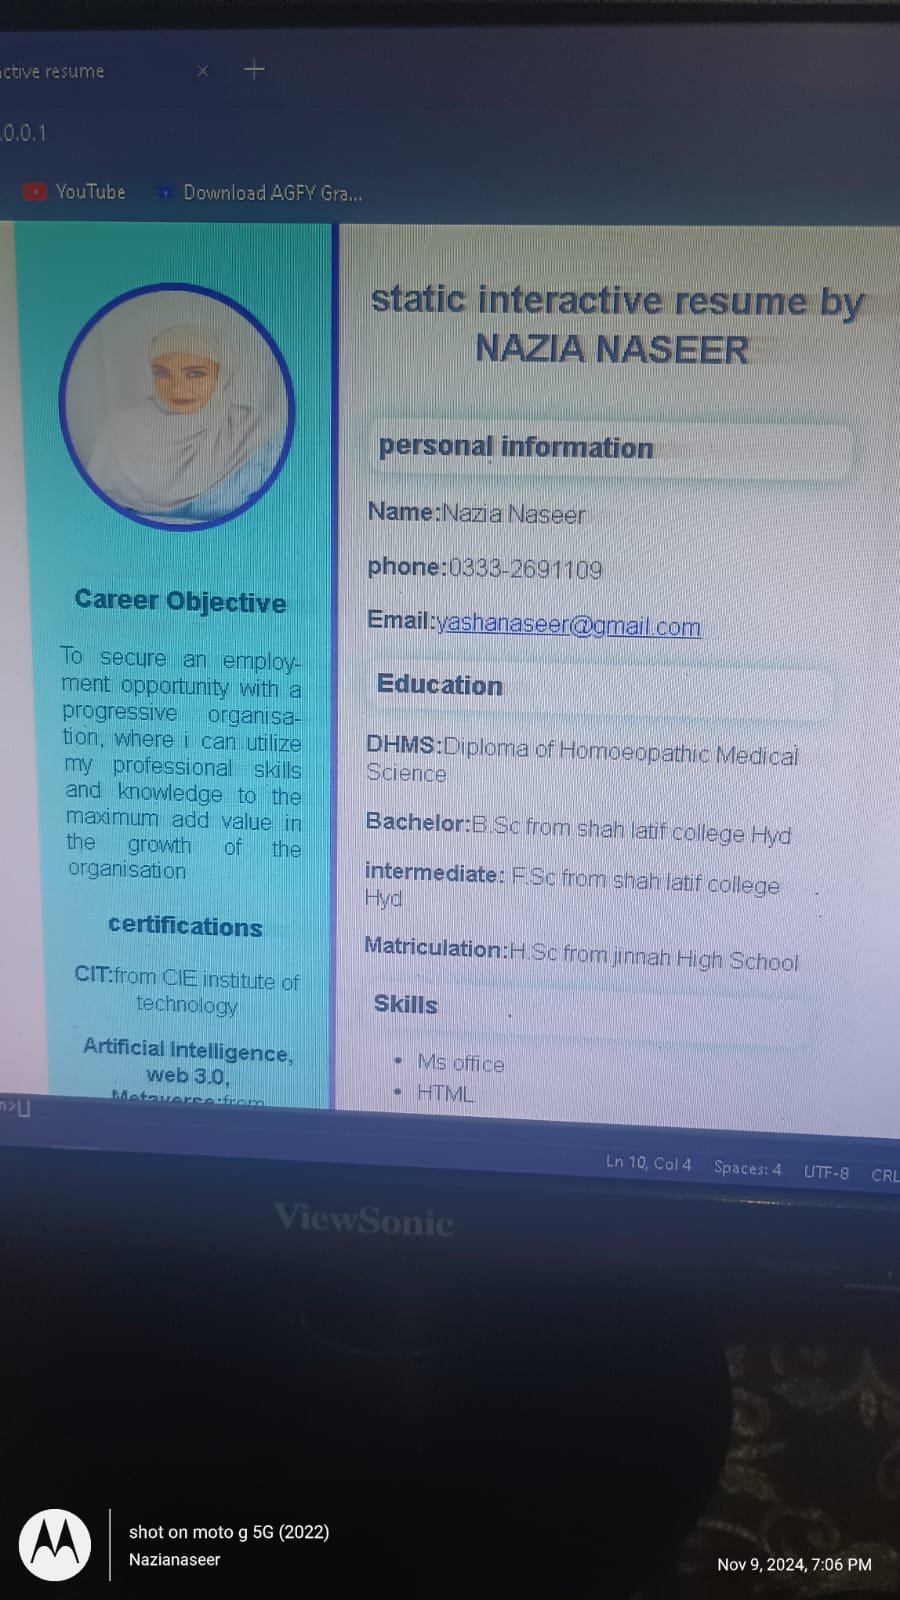 ctive resume
.0.0.1
YouTube
Download AGFY Gra...
static interactive resume by
NAZIA NASEER
personal information
Name:Nazia Naseer
phone:0333-2691109
Email:yashanaseer@gmail.com
Education
DHMS:Diploma of Homoeopathic Medical
Science
Bachelor:B.Sc from shah latif college Hyd
intermediate: F.Sc from shah latif college
Hyd
Matriculation:H.Sc from jinnah High School
Skills
• Ms office
• HTML
Career Objective
To secure an employ-
ment opportunity with a
progressive organisa-
tion, where i can utilize
my professional skills
and knowledge to the
maximum add value in
the growth of the
organisation
certifications
CIT:from CIE institute of
technology
Artificial Intelligence,
web 3.0,
Metaverse:from
Ln 10, Col 4
Spaces: 4
UTF-8
CRL
ViewSonic
shot on moto g 5G (2022)
Nazianaseer
Nov 9, 2024, 7:06 PM